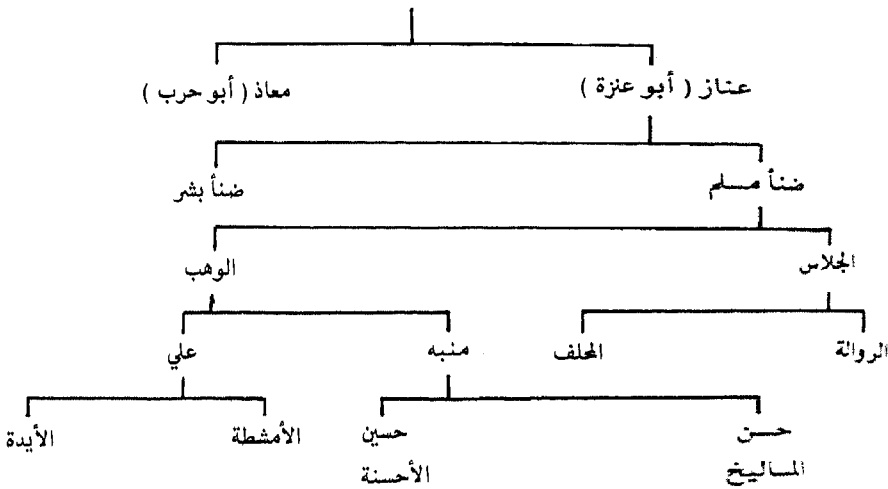 عناز ( أبو عنزة ) معاذ ( أبو حرب )
ضنأ مسلم ضنأ بشر
الجلاس الوهب
الروالة المحلف منبه علي
حسن حسين الأمشطة الأيدة
المساليخ الأحسنة